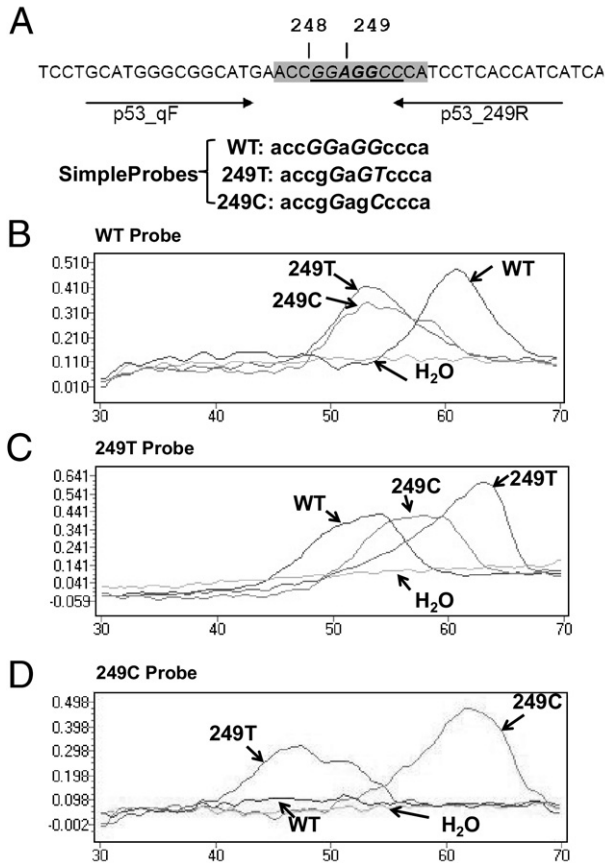 A
248 249
TCCTGCATGGGCGGCATGAACCGGAGGCCCATCCTCACCATCATCA
p53_qF p53_249R
SimpleProbes
WT: accGGaGGcccca
249T: accgGaGTcccca
249C: accgGagCcccca
B
WT Probe
0.510
0.410
0.310
0.210
0.110
0.010
249T
249C
WT
H₂O
30 40 50 60 70
C
249T Probe
0.641
0.541
0.441
0.341
0.241
0.141
0.041
-0.059
WT
249C
249T
H₂O
30 40 50 60 70
D
249C Probe
0.498
0.398
0.298
0.198
0.098
-0.002
249T
249C
WT
H₂O
30 40 50 60 70